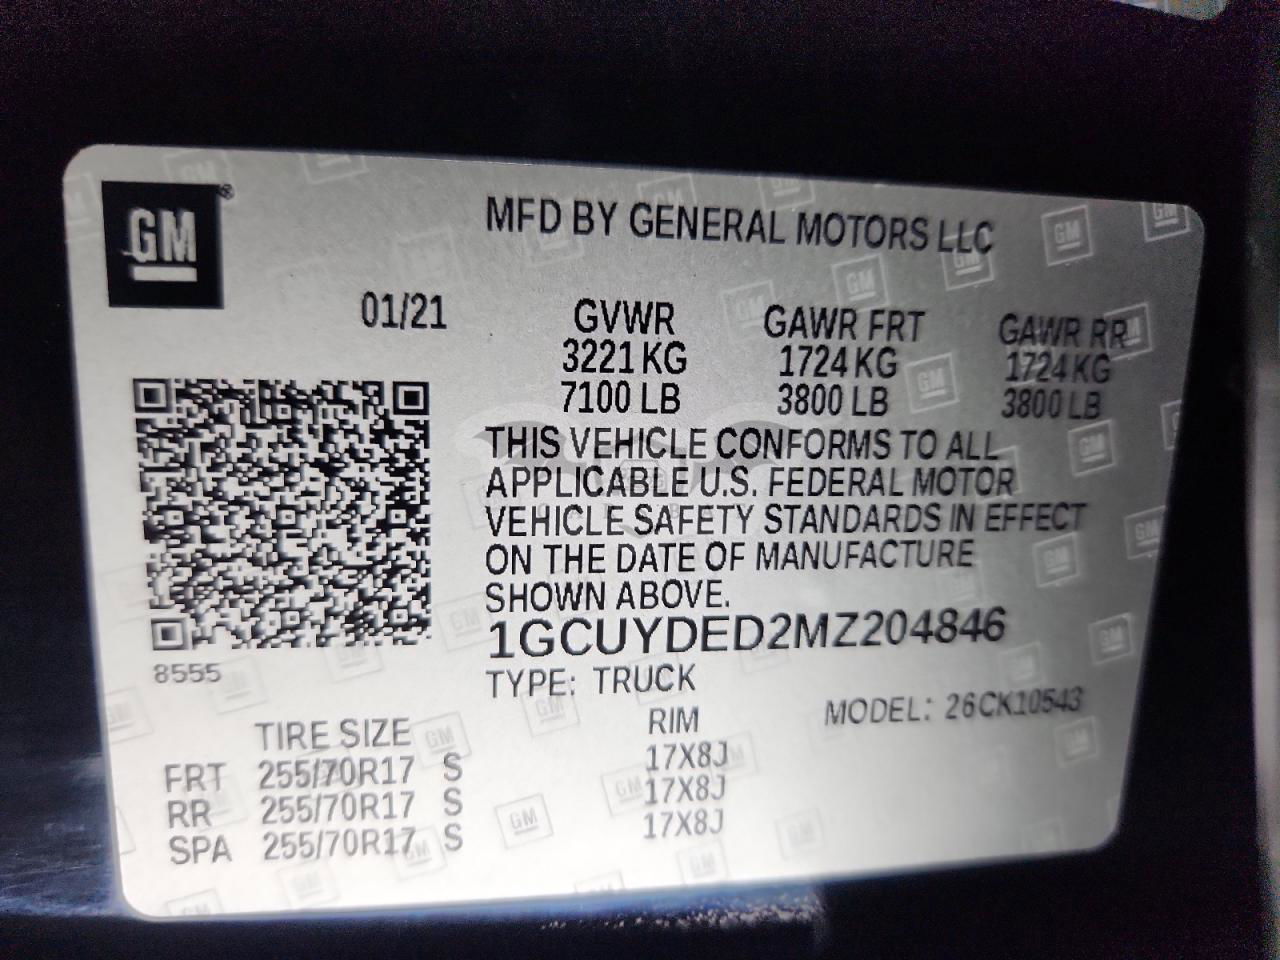 GM®
MFD BY GENERAL MOTORS LLC
01/21
GVWR GAWR FRT GAWR RR
3221 KG 1724 KG 1724 KG
7100 LB 3800 LB 3800 LB
THIS VEHICLE CONFORMS TO ALL
APPLICABLE U.S. FEDERAL MOTOR
VEHICLE SAFETY STANDARDS IN EFFECT
ON THE DATE OF MANUFACTURE
SHOWN ABOVE.
1GCUYDED2MZ204846
8555
TYPE: TRUCK
MODEL: 26CK10543
TIRE SIZE RIM
FRT 255/70R17 S 17X8J
RR 255/70R17 S 17X8J
SPA 255/70R17 S 17X8J